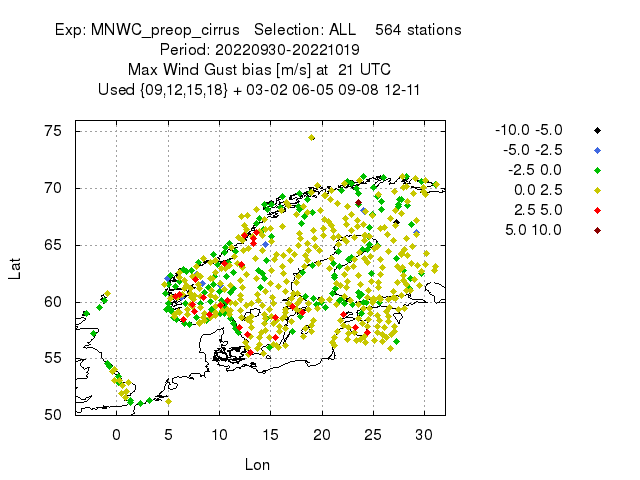 Exp: MNWC_preop_cirrus   Selection: ALL    564 stations
Period: 20220930-20221019
Max Wind Gust bias [m/s] at  21 UTC
Used {09,12,15,18} + 03-02 06-05 09-08 12-11
-10.0 -5.0
-5.0 -2.5
-2.5 0.0
0.0 2.5
2.5 5.0
5.0 10.0
75
70
65
60
55
50
Lat
0 5 10 15 20 25 30
Lon